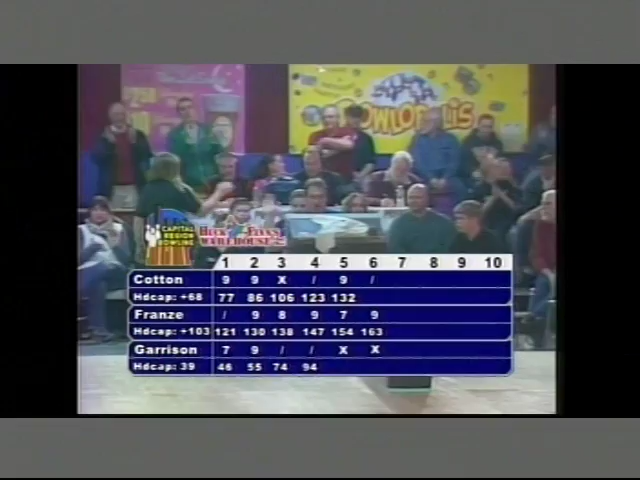 BOWLOPOLIS
CAPITAL REGION BOWLING
HUCK FINN'S WAREHOUSE
1 2 3 4 5 6 7 8 9 10
Cotton 9 9 X / 9 /
Hdcap: +68 77 86 106 123 132
Franze / 9 8 9 7 9
Hdcap: +103 121 130 138 147 154 163
Garrison 7 9 / / X X
Hdcap: 39 46 55 74 94